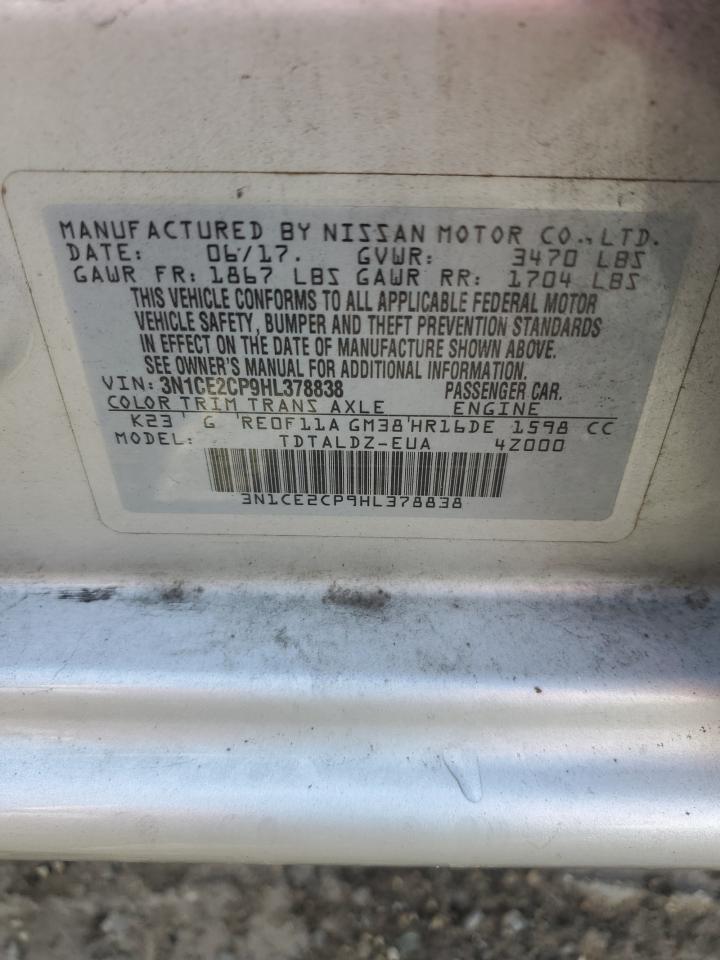 MANUFACTURED BY NISSAN MOTOR CO.,LTD.
DATE: 06/17. GVWR: 3470 LBS
GAWR FR: 1867 LBS GAWR RR: 1704 LBS
THIS VEHICLE CONFORMS TO ALL APPLICABLE FEDERAL MOTOR
VEHICLE SAFETY, BUMPER AND THEFT PREVENTION STANDARDS
IN EFFECT ON THE DATE OF MANUFACTURE SHOWN ABOVE.
SEE OWNER'S MANUAL FOR ADDITIONAL INFORMATION.
VIN: 3N1CE2CP9HL378838 PASSENGER CAR.
COLOR TRIM TRANS AXLE ENGINE
K23' G 'RE0F11A GM38'HR16DE 1598 CC
MODEL: TDTALDZ-EUA 4Z000
3N1CE2CP9HL378838